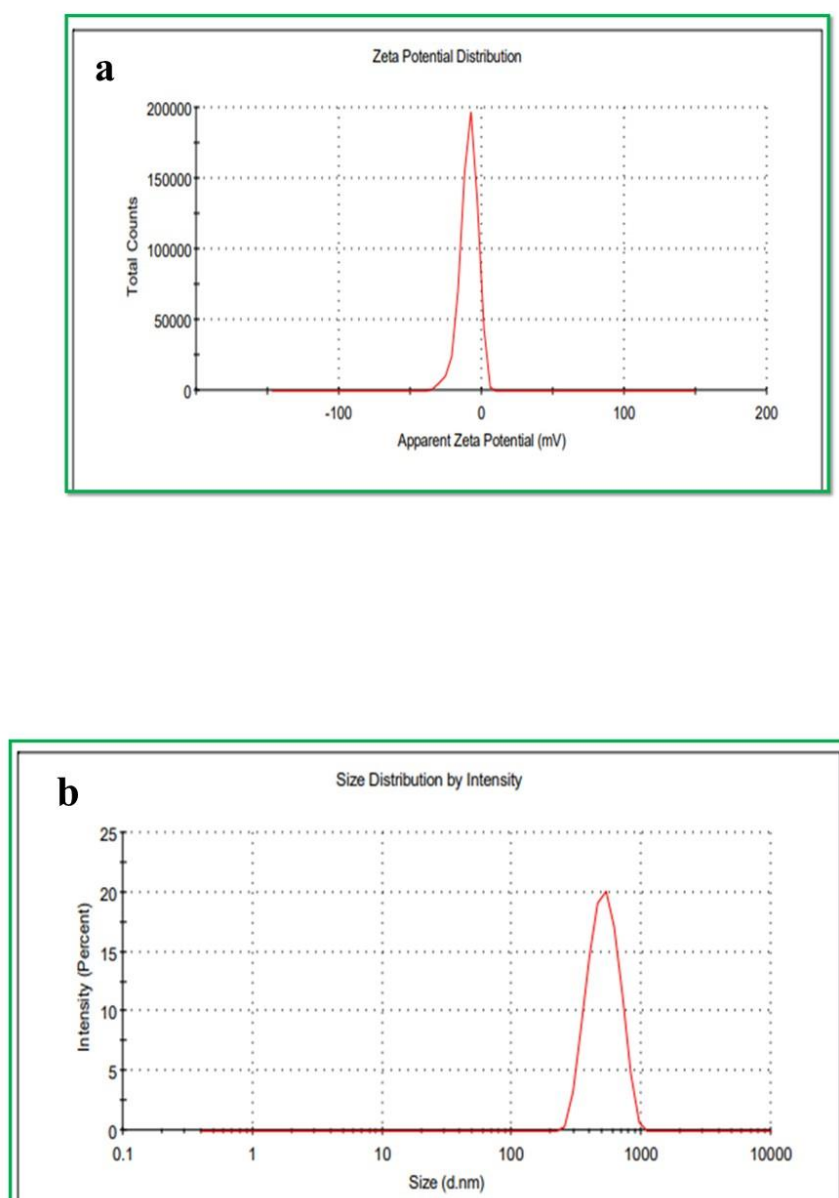 a
Zeta Potential Distribution
200000
150000
100000
50000
0
Total Counts
-100 0 100 200
Apparent Zeta Potential (mV)
b
Size Distribution by Intensity
25
20
15
10
5
0
Intensity (Percent)
0.1 1 10 100 1000 10000
Size (d.nm)